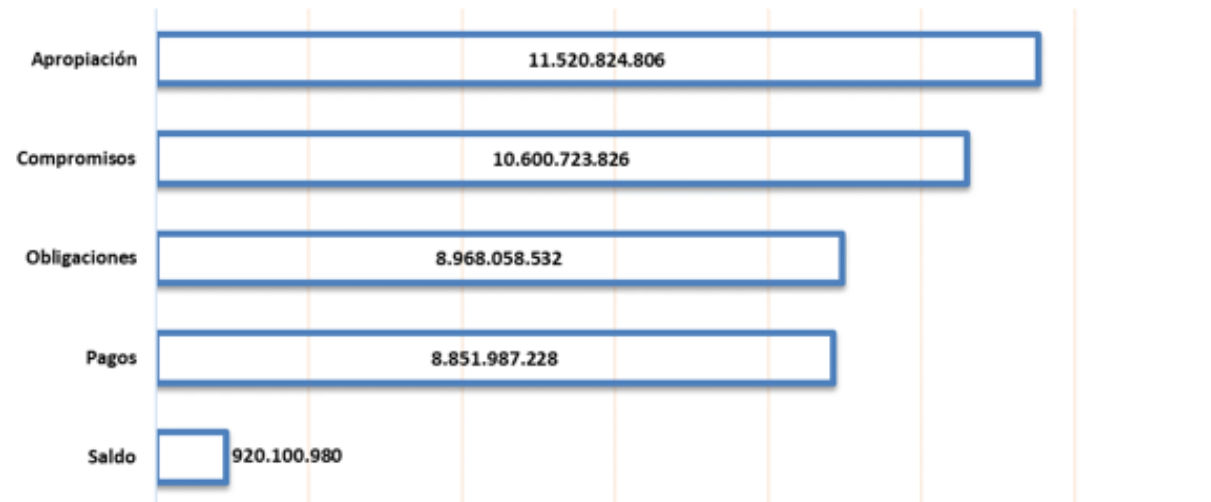 Apropiación 11.520.824.806
Compromisos 10.600.723.826
Obligaciones 8.968.058.532
Pagos 8.851.987.228
Saldo 920.100.980